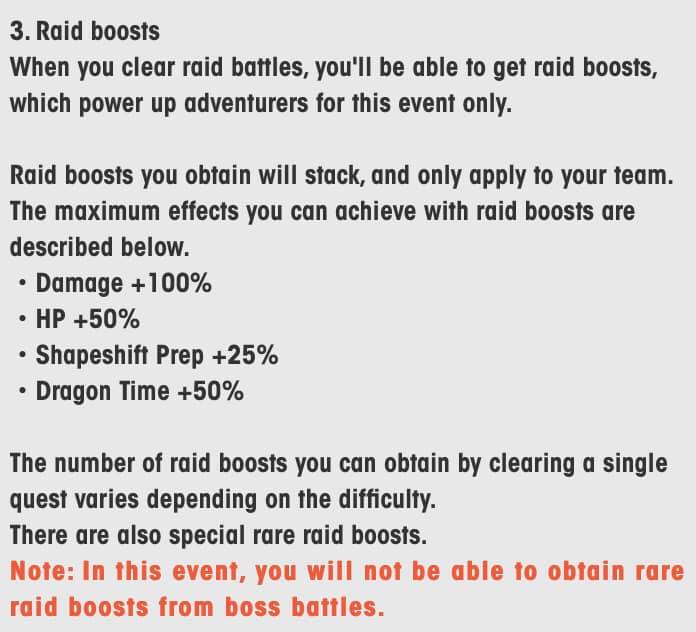 3. Raid boosts
When you clear raid battles, you'll be able to get raid boosts,
which power up adventurers for this event only.
Raid boosts you obtain will stack, and only apply to your team.
The maximum effects you can achieve with raid boosts are
described below.
・Damage +100%
・HP +50%
・Shapeshift Prep +25%
・Dragon Time +50%
The number of raid boosts you can obtain by clearing a single
quest varies depending on the difficulty.
There are also special rare raid boosts.
Note: In this event, you will not be able to obtain rare
raid boosts from boss battles.